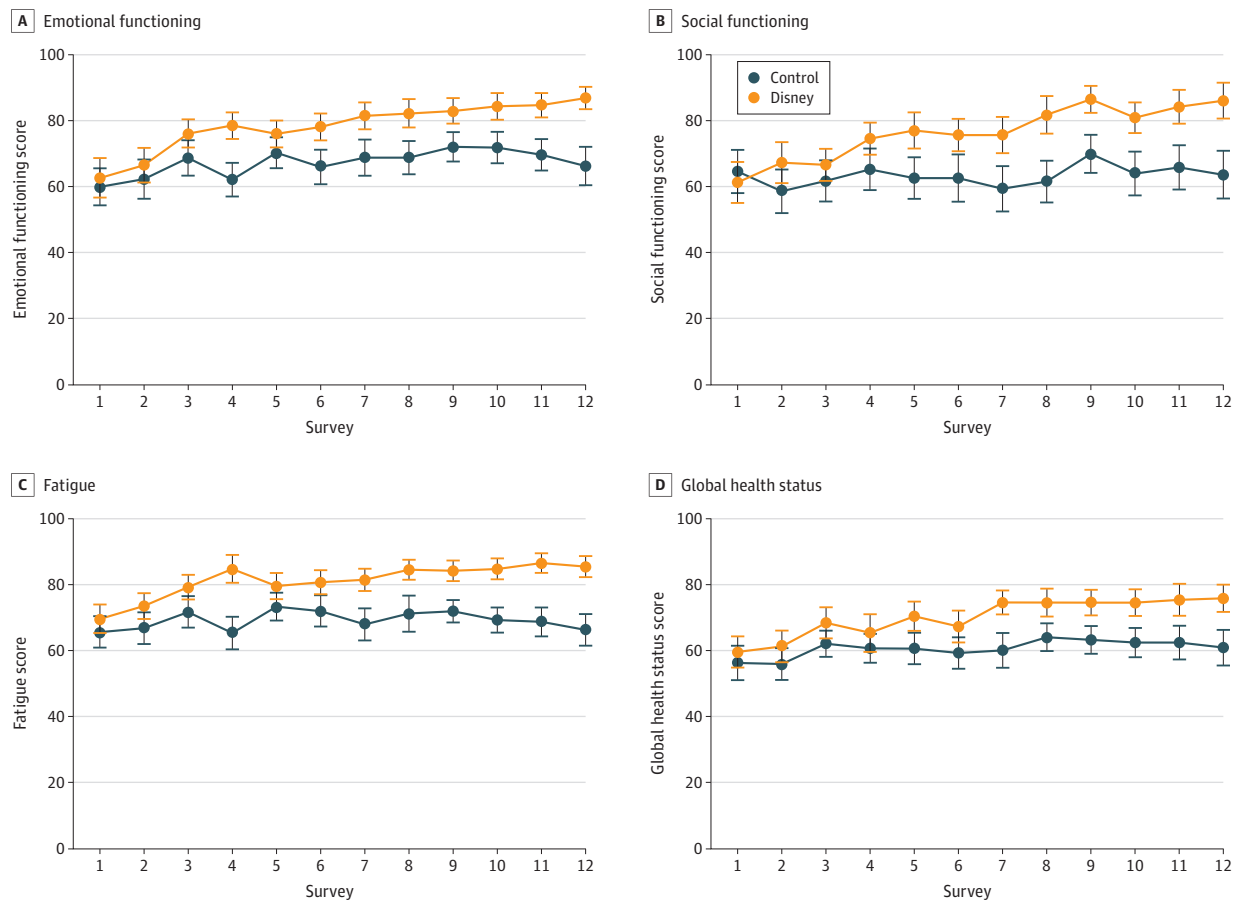 A Emotional functioning
100
80
60
40
20
0
Emotional functioning score
1 2 3 4 5 6 7 8 9 10 11 12
Survey
B Social functioning
Control
Disney
100
80
60
40
20
0
Social functioning score
1 2 3 4 5 6 7 8 9 10 11 12
Survey
C Fatigue
100
80
60
40
20
0
Fatigue score
1 2 3 4 5 6 7 8 9 10 11 12
Survey
D Global health status
100
80
60
40
20
0
Global health status score
1 2 3 4 5 6 7 8 9 10 11 12
Survey